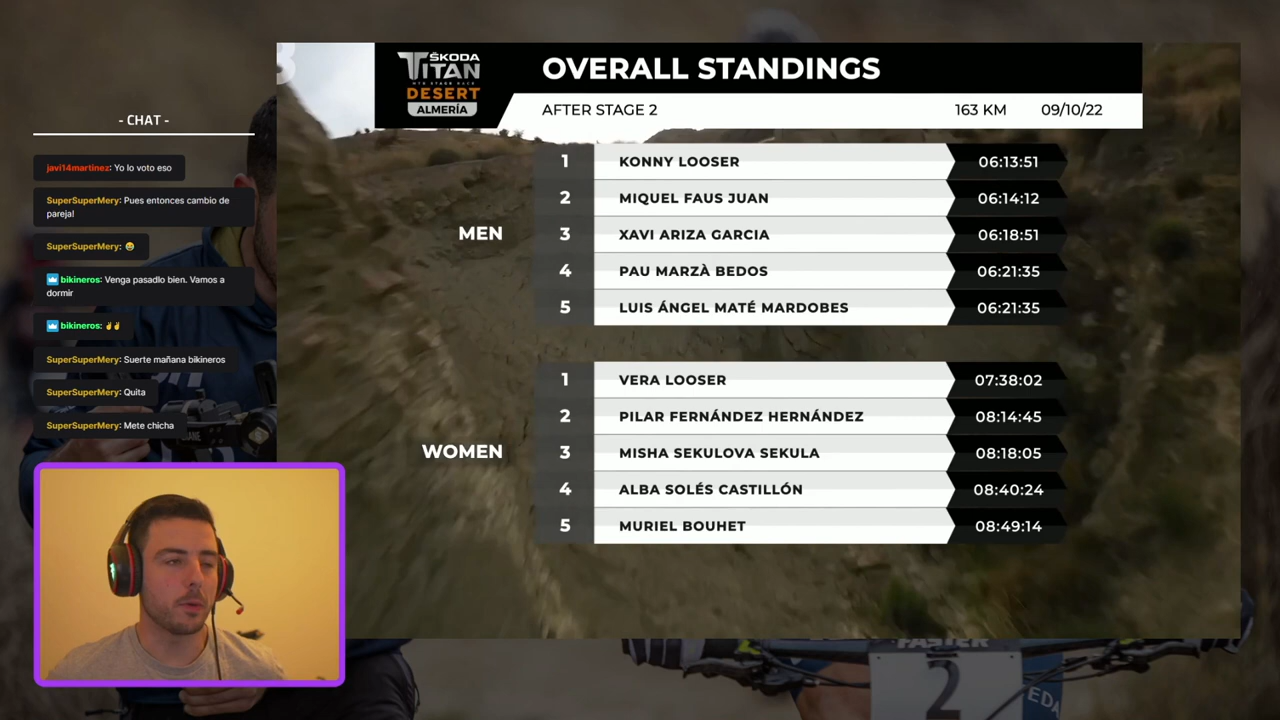 - CHAT -
javi14martinez: Yo lo voto eso
SuperSuperMery: Pues entonces cambio de
pareja!
SuperSuperMery: 😅
bikineros: Venga pasadlo bien. Vamos a
dormir
bikineros: ✌✌
SuperSuperMery: Suerte mañana bikineros
SuperSuperMery: Quita
SuperSuperMery: Mete chicha
ŠKODA
TITAN
DESERT
ALMERÍA
OVERALL STANDINGS
AFTER STAGE 2 163 KM 09/10/22
MEN
1 KONNY LOOSER 06:13:51
2 MIQUEL FAUS JUAN 06:14:12
3 XAVI ARIZA GARCIA 06:18:51
4 PAU MARZÀ BEDOS 06:21:35
5 LUIS ÁNGEL MATÉ MARDOBES 06:21:35
WOMEN
1 VERA LOOSER 07:38:02
2 PILAR FERNÁNDEZ HERNÁNDEZ 08:14:45
3 MISHA SEKULOVA SEKULA 08:18:05
4 ALBA SOLÉS CASTILLÓN 08:40:24
5 MURIEL BOUHET 08:49:14
FASTER
2
EDA